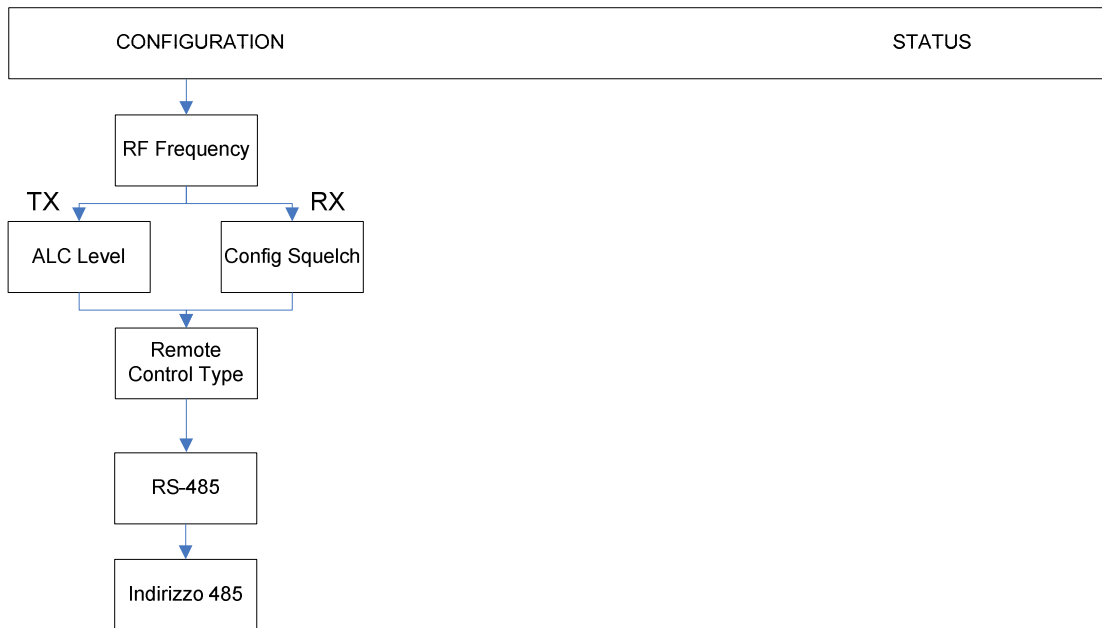 CONFIGURATION
STATUS
RF Frequency
TX
RX
ALC Level
Config Squelch
Remote
Control Type
RS-485
Indirizzo 485